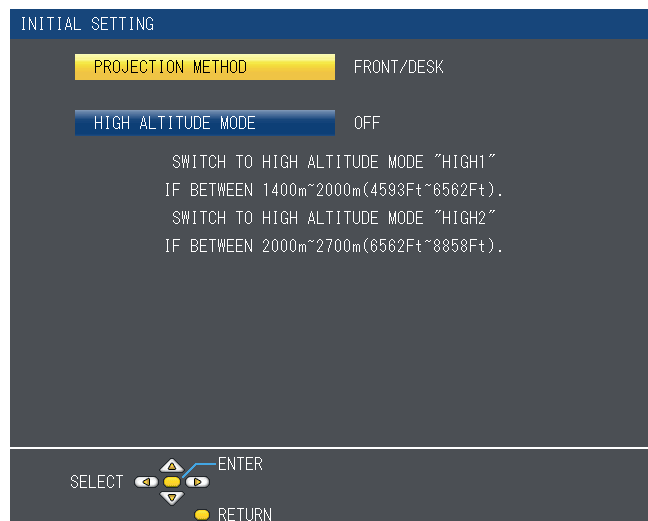 INITIAL SETTING
PROJECTION METHOD FRONT/DESK
HIGH ALTITUDE MODE OFF
SWITCH TO HIGH ALTITUDE MODE "HIGH1"
IF BETWEEN 1400m~2000m(4593Ft~6562Ft).
SWITCH TO HIGH ALTITUDE MODE "HIGH2"
IF BETWEEN 2000m~2700m(6562Ft~8858Ft).
ENTER
SELECT
RETURN